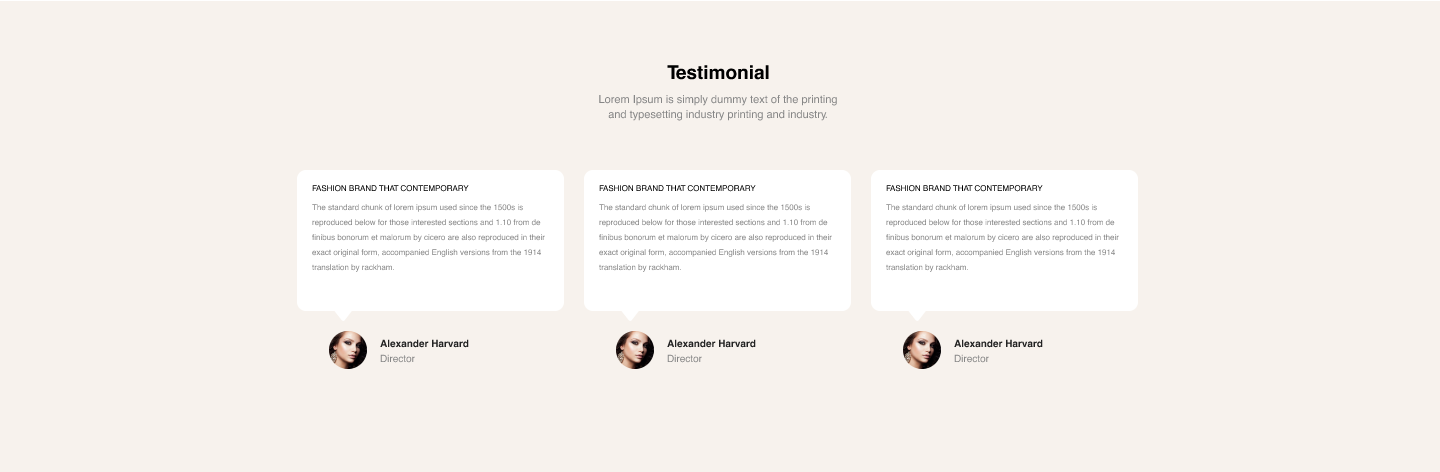 Testimonial
Lorem Ipsum is simply dummy text of the printing
and typesetting industry printing and industry.
FASHION BRAND THAT CONTEMPORARY
The standard chunk of lorem ipsum used since the 1500s is
reproduced below for those interested sections and 1.10 from de
finibus bonorum et malorum by cicero are also reproduced in their
exact original form, accompanied English versions from the 1914
translation by rackham.
Alexander Harvard
Director
FASHION BRAND THAT CONTEMPORARY
The standard chunk of lorem ipsum used since the 1500s is
reproduced below for those interested sections and 1.10 from de
finibus bonorum et malorum by cicero are also reproduced in their
exact original form, accompanied English versions from the 1914
translation by rackham.
Alexander Harvard
Director
FASHION BRAND THAT CONTEMPORARY
The standard chunk of lorem ipsum used since the 1500s is
reproduced below for those interested sections and 1.10 from de
finibus bonorum et malorum by cicero are also reproduced in their
exact original form, accompanied English versions from the 1914
translation by rackham.
Alexander Harvard
Director